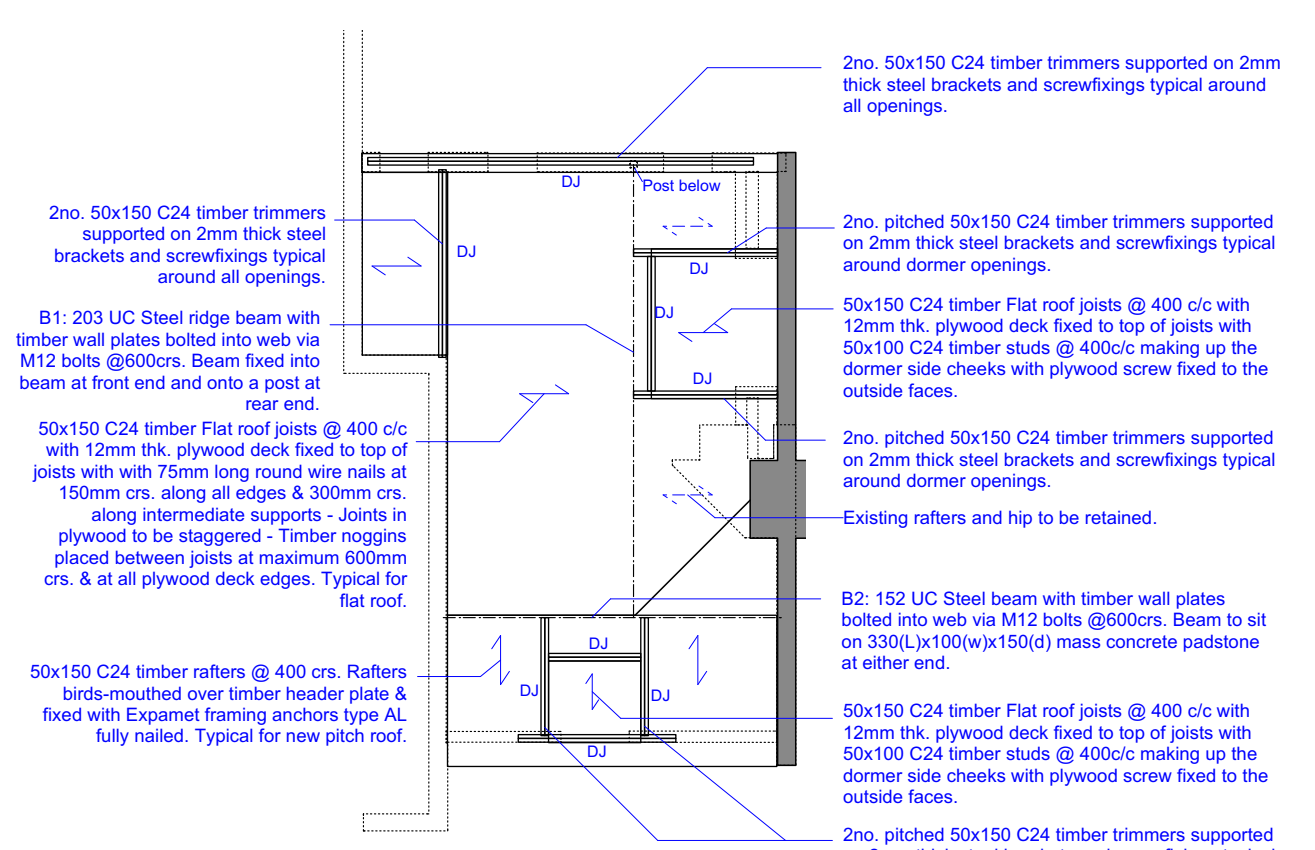 2no. 50x150 C24 timber trimmers supported on 2mm
thick steel brackets and screwfixings typical around
all openings.
DJ
Post below
2no. 50x150 C24 timber trimmers
supported on 2mm thick steel
brackets and screwfixings typical
around all openings.
DJ
2no. pitched 50x150 C24 timber trimmers supported
on 2mm thick steel brackets and screwfixings typical
around dormer openings.
DJ
B1: 203 UC Steel ridge beam with
timber wall plates bolted into web via
M12 bolts @600crs. Beam fixed into
beam at front end and onto a post at
rear end.
DJ
50x150 C24 timber Flat roof joists @ 400 c/c with
12mm thk. plywood deck fixed to top of joists with
50x100 C24 timber studs @ 400c/c making up the
dormer side cheeks with plywood screw fixed to the
outside faces.
DJ
50x150 C24 timber Flat roof joists @ 400 c/c
with 12mm thk. plywood deck fixed to top of
joists with with 75mm long round wire nails at
150mm crs. along all edges & 300mm crs.
along intermediate supports - Joints in
plywood to be staggered - Timber noggins
placed between joists at maximum 600mm
crs. & at all plywood deck edges. Typical for
flat roof.
2no. pitched 50x150 C24 timber trimmers supported
on 2mm thick steel brackets and screwfixings typical
around dormer openings.
Existing rafters and hip to be retained.
B2: 152 UC Steel beam with timber wall plates
bolted into web via M12 bolts @600crs. Beam to sit
on 330(L)x100(w)x150(d) mass concrete padstone
at either end.
DJ
50x150 C24 timber rafters @ 400 crs. Rafters
birds-mouthed over timber header plate &
fixed with Expamet framing anchors type AL
fully nailed. Typical for new pitch roof.
DJ
DJ
DJ
50x150 C24 timber Flat roof joists @ 400 c/c with
12mm thk. plywood deck fixed to top of joists with
50x100 C24 timber studs @ 400c/c making up the
dormer side cheeks with plywood screw fixed to the
outside faces.
2no. pitched 50x150 C24 timber trimmers supported